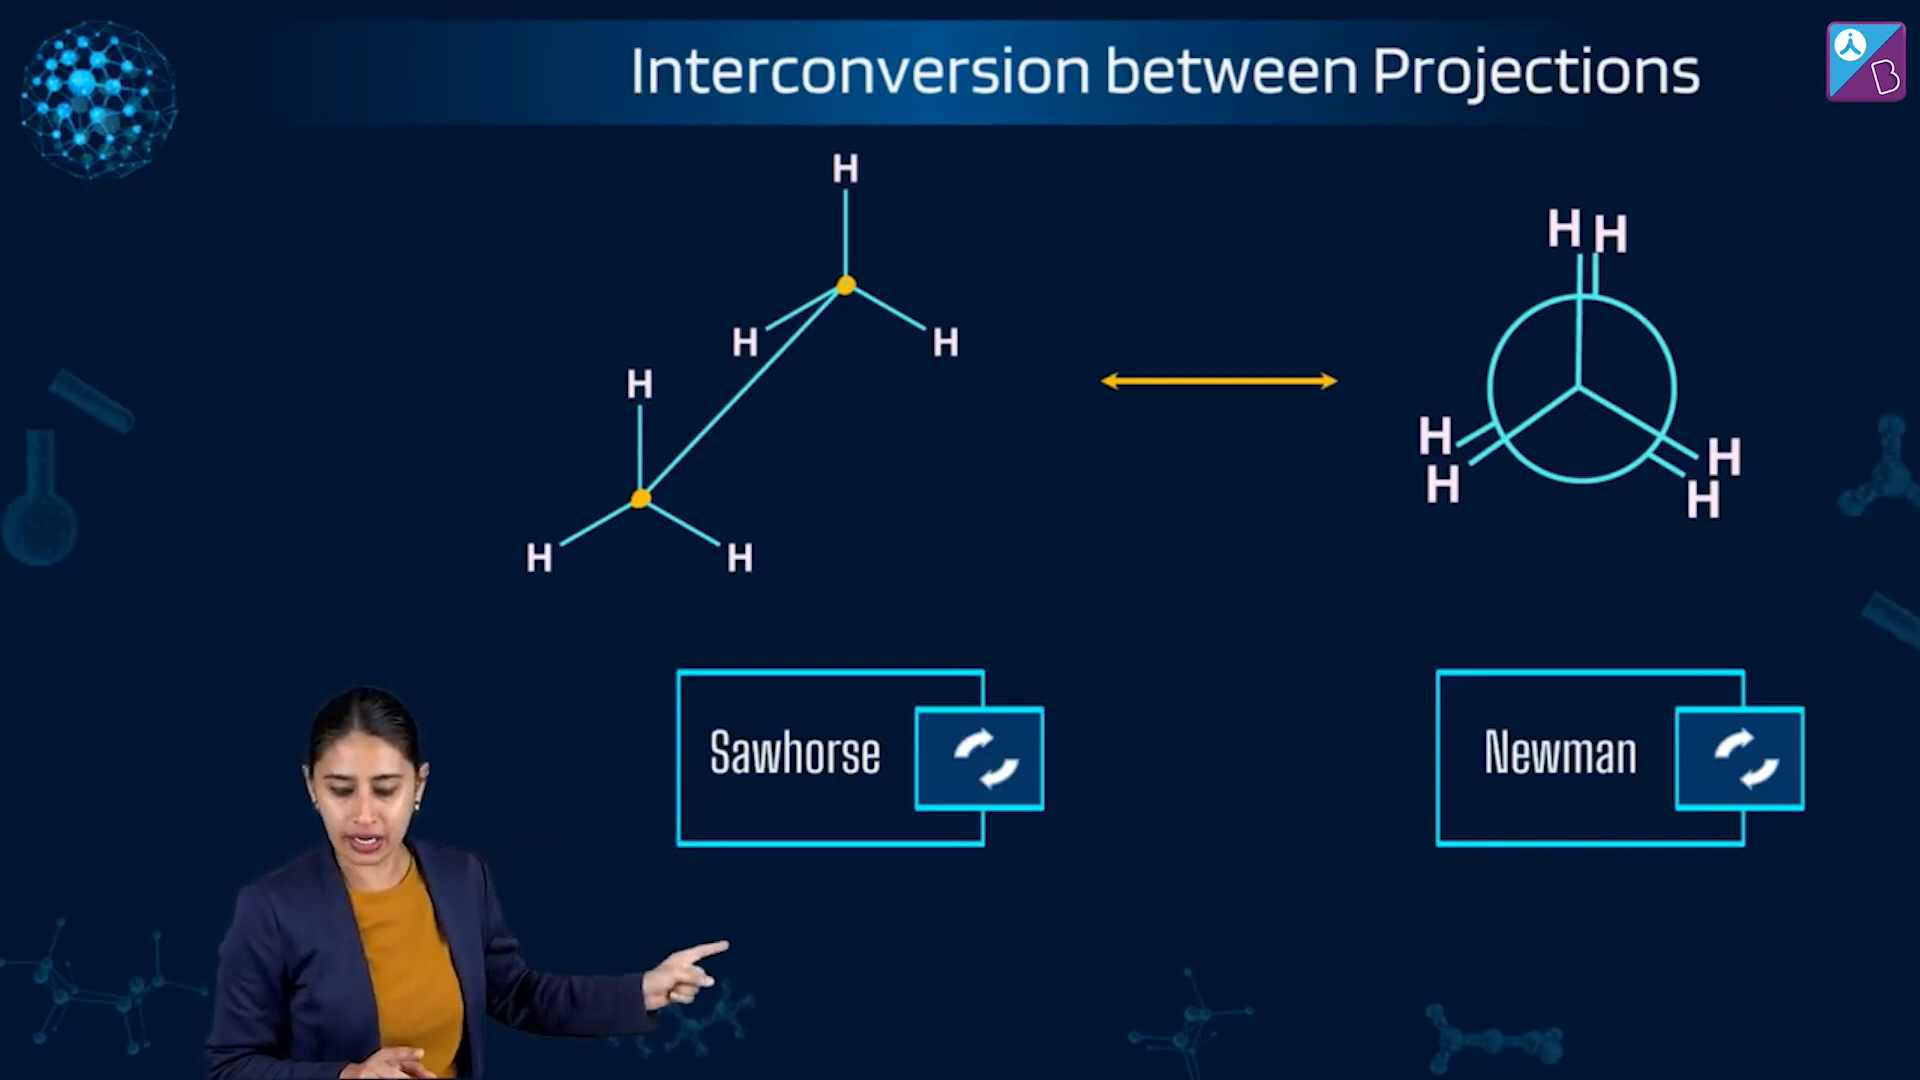 Interconversion between Projections
B
H
H H
H H
H
H H
H H
H
H
H
H
Sawhorse
Newman